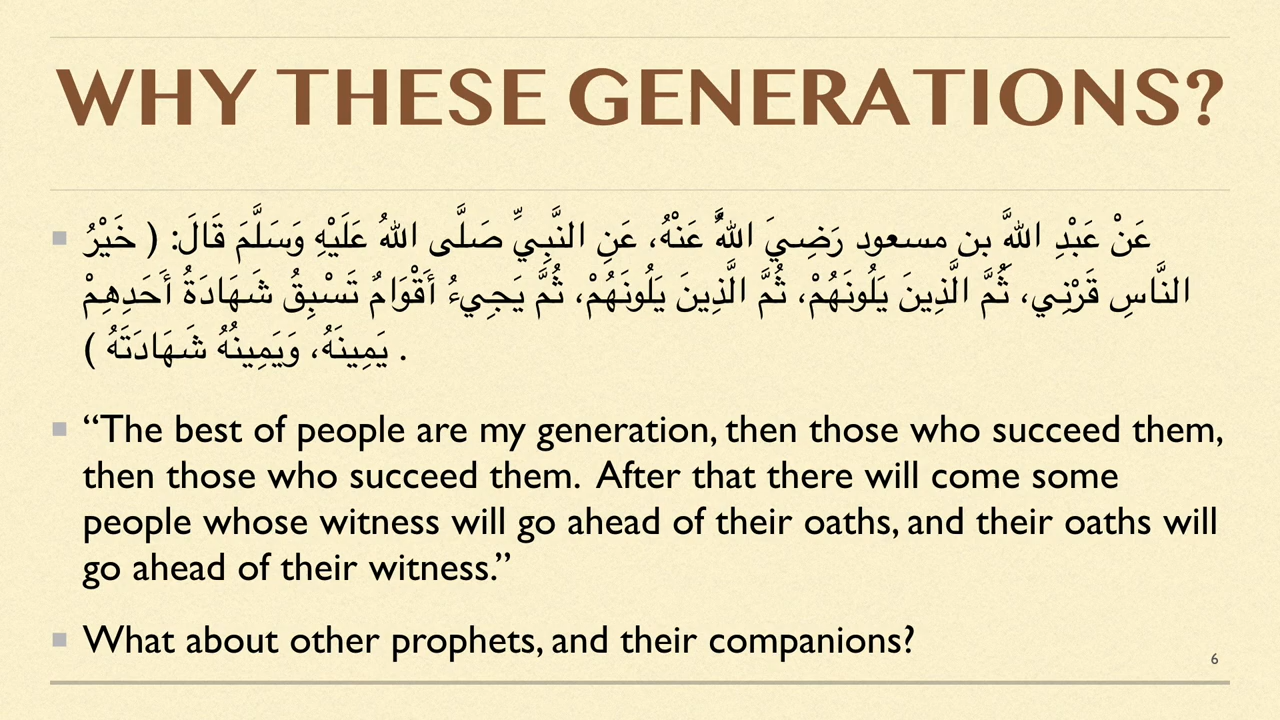 WHY THESE GENERATIONS?
عَنْ عَبْدِ اللهَِّ بن مسعود رَضِيَ اللهَُّ عَنْهُ، عَنِ النَّبِيِّ صَلَّى اللهُ عَلَيْهِ وَسَلَّمَ قَالَ: ( خَيْرُ
النَّاسِ قَرْنِي، ثُمَّ الَّذِينَ يَلُونَهُمْ، ثُمَّ الَّذِينَ يَلُونَهُمْ، ثُمَّ يَجِيءُ أَقْوَامٌ تَسْبِقُ شَهَادَةُ أَحَدِهِمْ
. يَمِينَهُ، وَيَمِينُهُ شَهَادَتَهُ )
“The best of people are my generation, then those who succeed them,
then those who succeed them. After that there will come some
people whose witness will go ahead of their oaths, and their oaths will
go ahead of their witness.”
What about other prophets, and their companions?
6